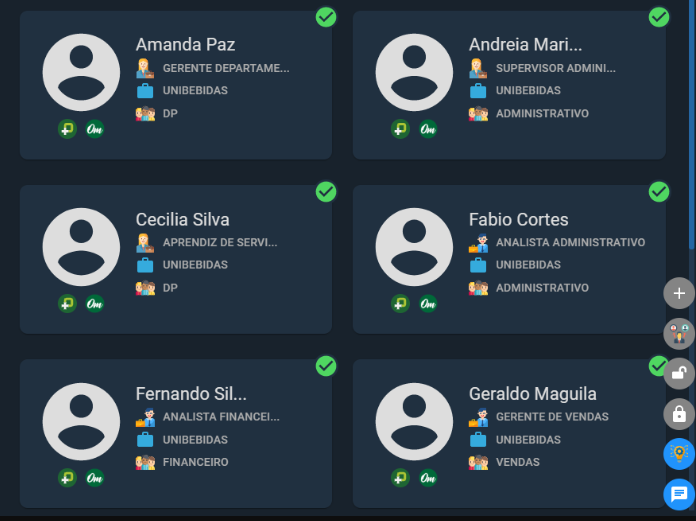 Amanda Paz
GERENTE DEPARTAME...
UNIBEBIDAS
DP
Om
Andreia Mari...
SUPERVISOR ADMINI...
UNIBEBIDAS
ADMINISTRATIVO
Om
Cecilia Silva
APRENDIZ DE SERVI...
UNIBEBIDAS
DP
Om
Fabio Cortes
ANALISTA ADMINISTRATIVO
UNIBEBIDAS
ADMINISTRATIVO
Om
Fernando Sil...
ANALISTA FINANCEI...
UNIBEBIDAS
FINANCEIRO
Om
Geraldo Maguila
GERENTE DE VENDAS
UNIBEBIDAS
VENDAS
Om